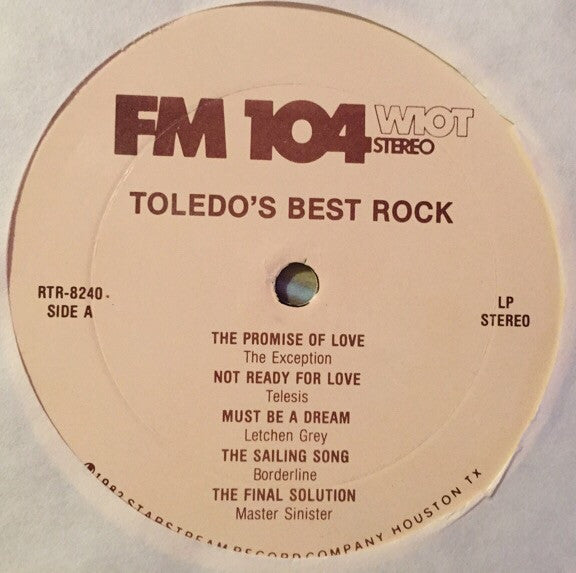 FM 104 WIOT
STEREO
TOLEDO'S BEST ROCK
RTR-8240
SIDE A
LP
STEREO
THE PROMISE OF LOVE
The Exception
NOT READY FOR LOVE
Telesis
MUST BE A DREAM
Letchen Grey
THE SAILING SONG
Borderline
THE FINAL SOLUTION
Master Sinister
℗1982 STARSTREAM RECORD COMPANY HOUSTON TX